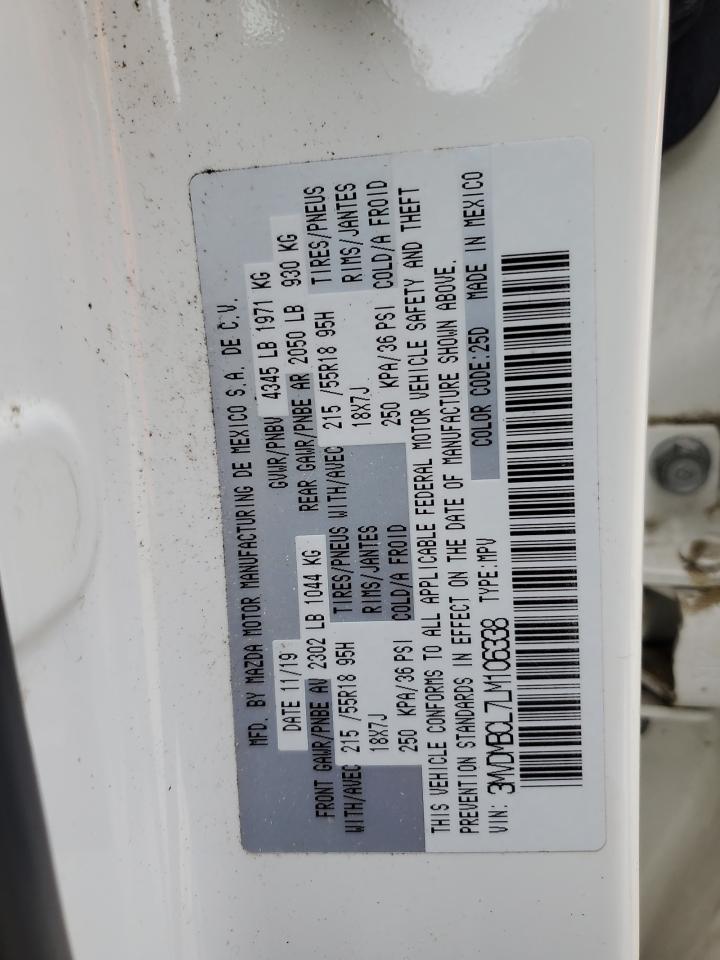 MFD. BY MAZDA MOTOR MANUFACTURING DE MEXICO S.A. DE C.V.
DATE 11/19 GVWR/PNBV 4345 LB 1971 KG
FRONT GAWR/PNBE AV 2302 LB 1044 KG REAR GAWR/PNBE AR 2050 LB 930 KG
WITH/AVEC 215 /55R18 95H TIRES/PNEUS WITH/AVEC 215 /55R18 95H TIRES/PNEUS
18X7J RIMS/JANTES 18X7J RIMS/JANTES
250 KPA/36 PSI COLD/A FROID 250 KPA/36 PSI COLD/A FROID
THIS VEHICLE CONFORMS TO ALL APPLICABLE FEDERAL MOTOR VEHICLE SAFETY AND THEFT
PREVENTION STANDARDS IN EFFECT ON THE DATE OF MANUFACTURE SHOWN ABOVE.
COLOR CODE:25D MADE IN MEXICO
VIN: 3MVDMBCL7LM106338 TYPE:MPV